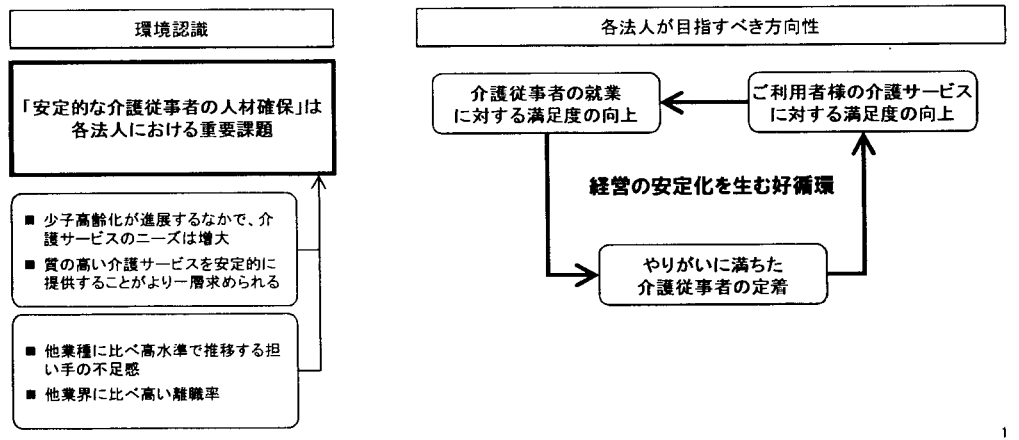 環境認識
「安定的な介護従事者の人材確保」は
各法人における重要課題
■ 少子高齢化が進展するなかで、介
護サービスのニーズは増大
■ 質の高い介護サービスを安定的に
提供することがより一層求められる
■ 他業種に比べ高水準で推移する担
い手の不足感
■ 他業界に比べ高い離職率
各法人が目指すべき方向性
介護従事者の就業
に対する満足度の向上
ご利用者様の介護サービス
に対する満足度の向上
経営の安定化を生む好循環
やりがいに満ちた
介護従事者の定着
1